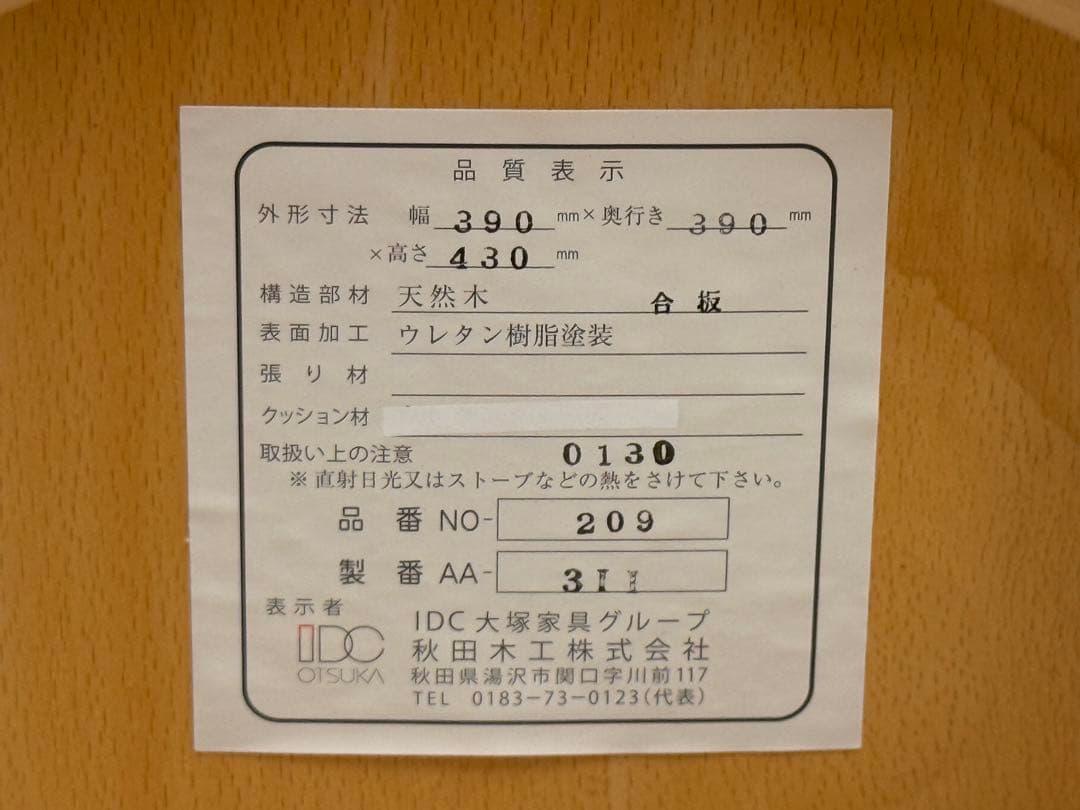 品質表示
外形寸法 幅 390 mm×奥行き 390 mm
×高さ 430 mm
構造部材 天然木 合板
表面加工 ウレタン樹脂塗装
張り材
クッション材
取扱い上の注意 0130
※直射日光又はストーブなどの熱をさけて下さい。
品番 NO- 209
製番 AA- 311
表示者
IDC OTSUKA
IDC大塚家具グループ
秋田木工株式会社
秋田県湯沢市関口字川前117
TEL 0183-73-0123(代表)